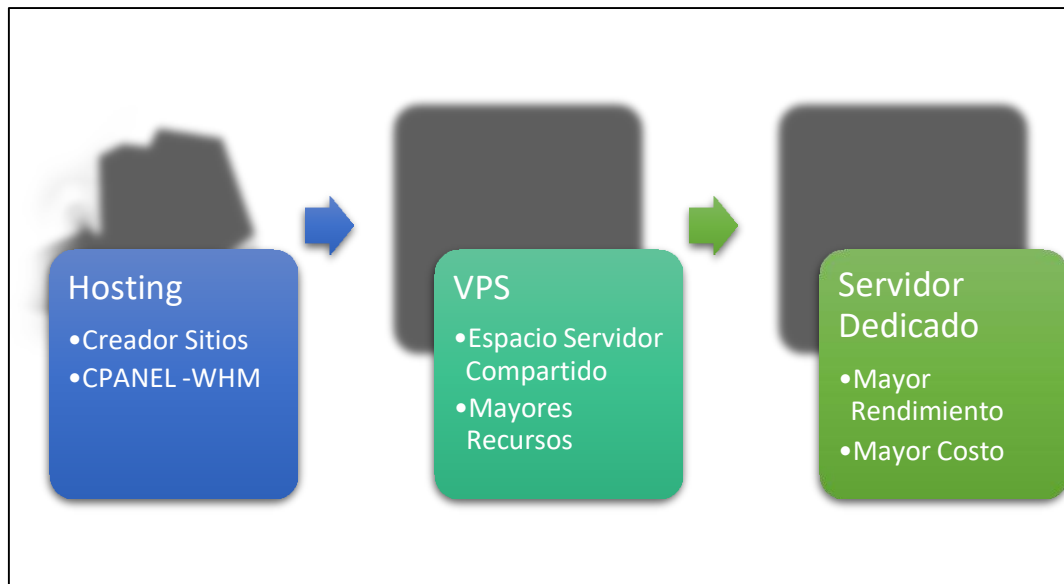 Hosting
•Creador Sitios
•CPANEL -WHM
VPS
•Espacio Servidor
Compartido
•Mayores
Recursos
Servidor
Dedicado
•Mayor
Rendimiento
•Mayor Costo